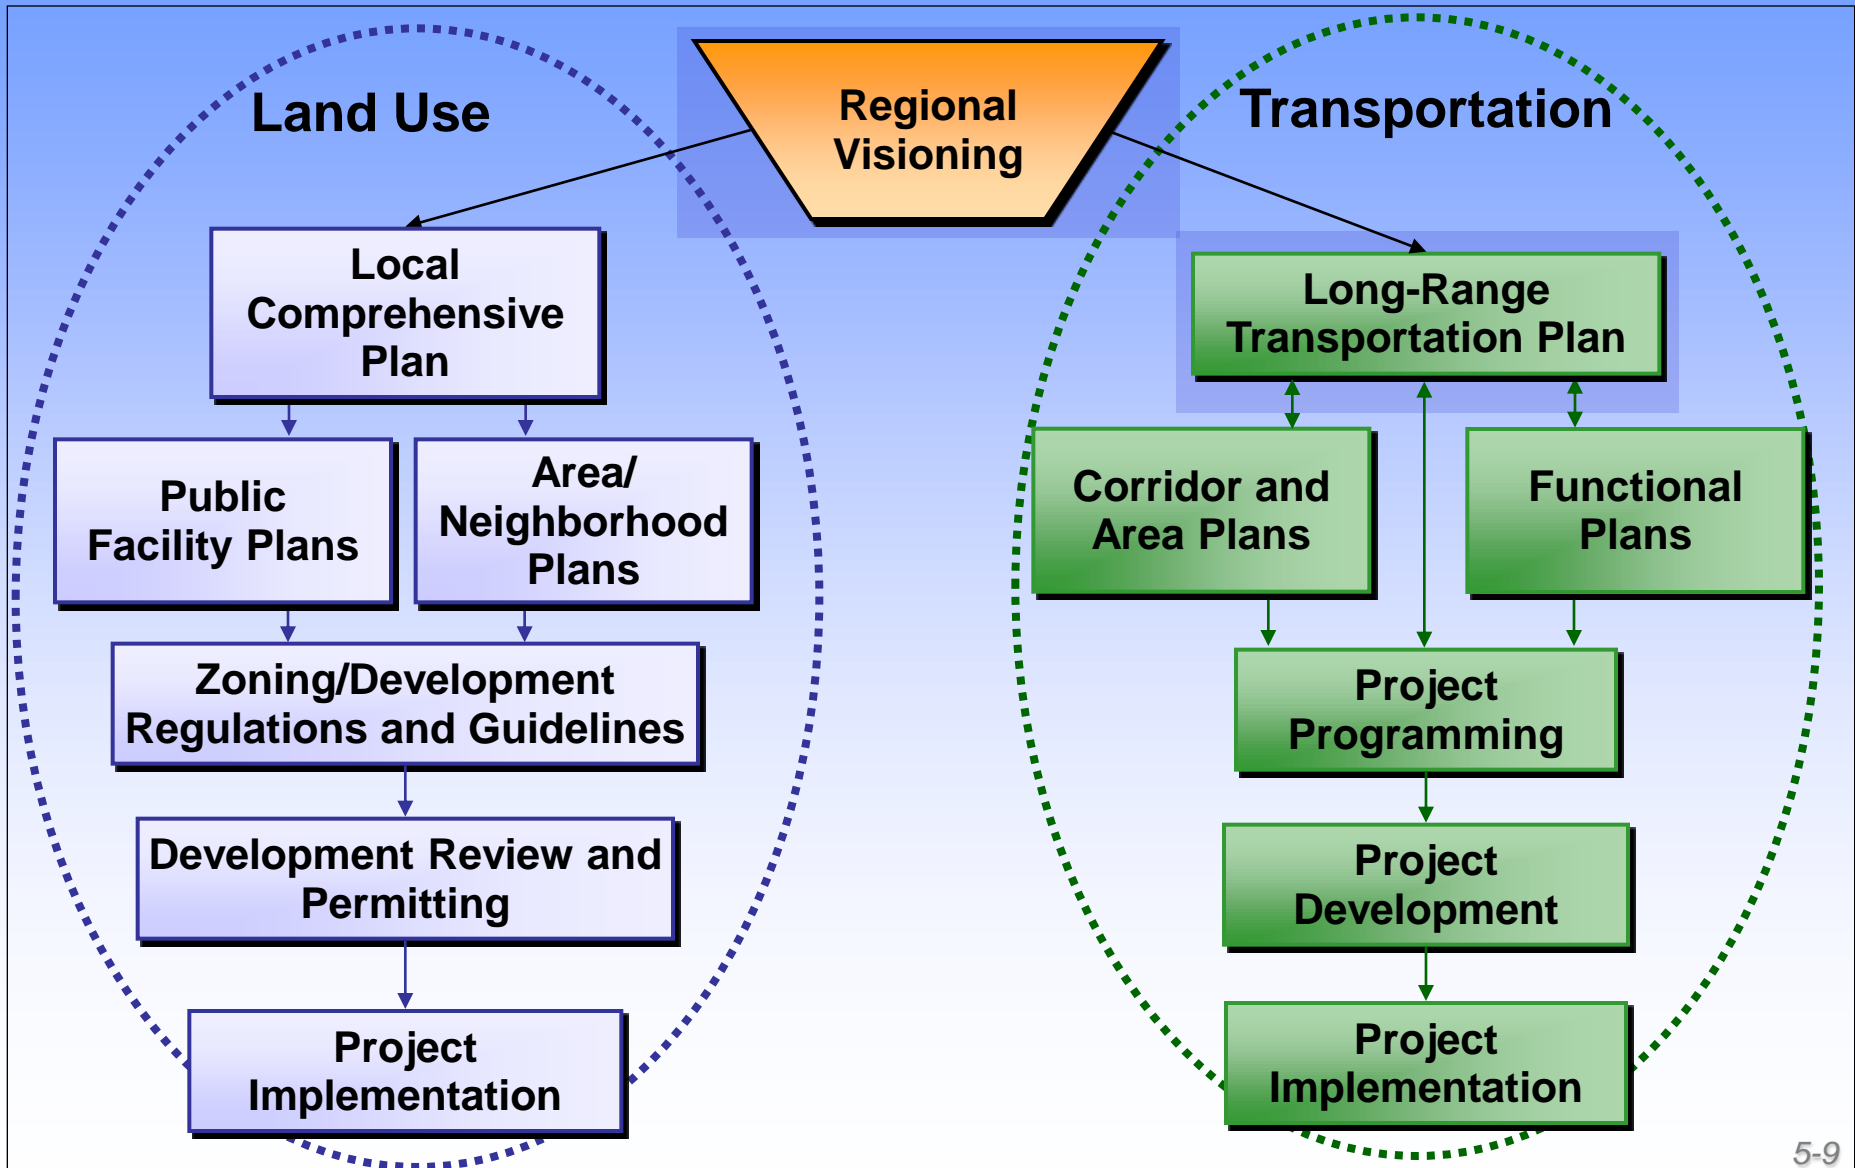 Land Use
Regional
Visioning
Transportation
Local
Comprehensive
Plan
Long-Range
Transportation Plan
Public
Facility Plans
Area/
Neighborhood
Plans
Corridor and
Area Plans
Functional
Plans
Zoning/Development
Regulations and Guidelines
Project
Programming
Development Review and
Permitting
Project
Development
Project
Implementation
Project
Implementation
5-9